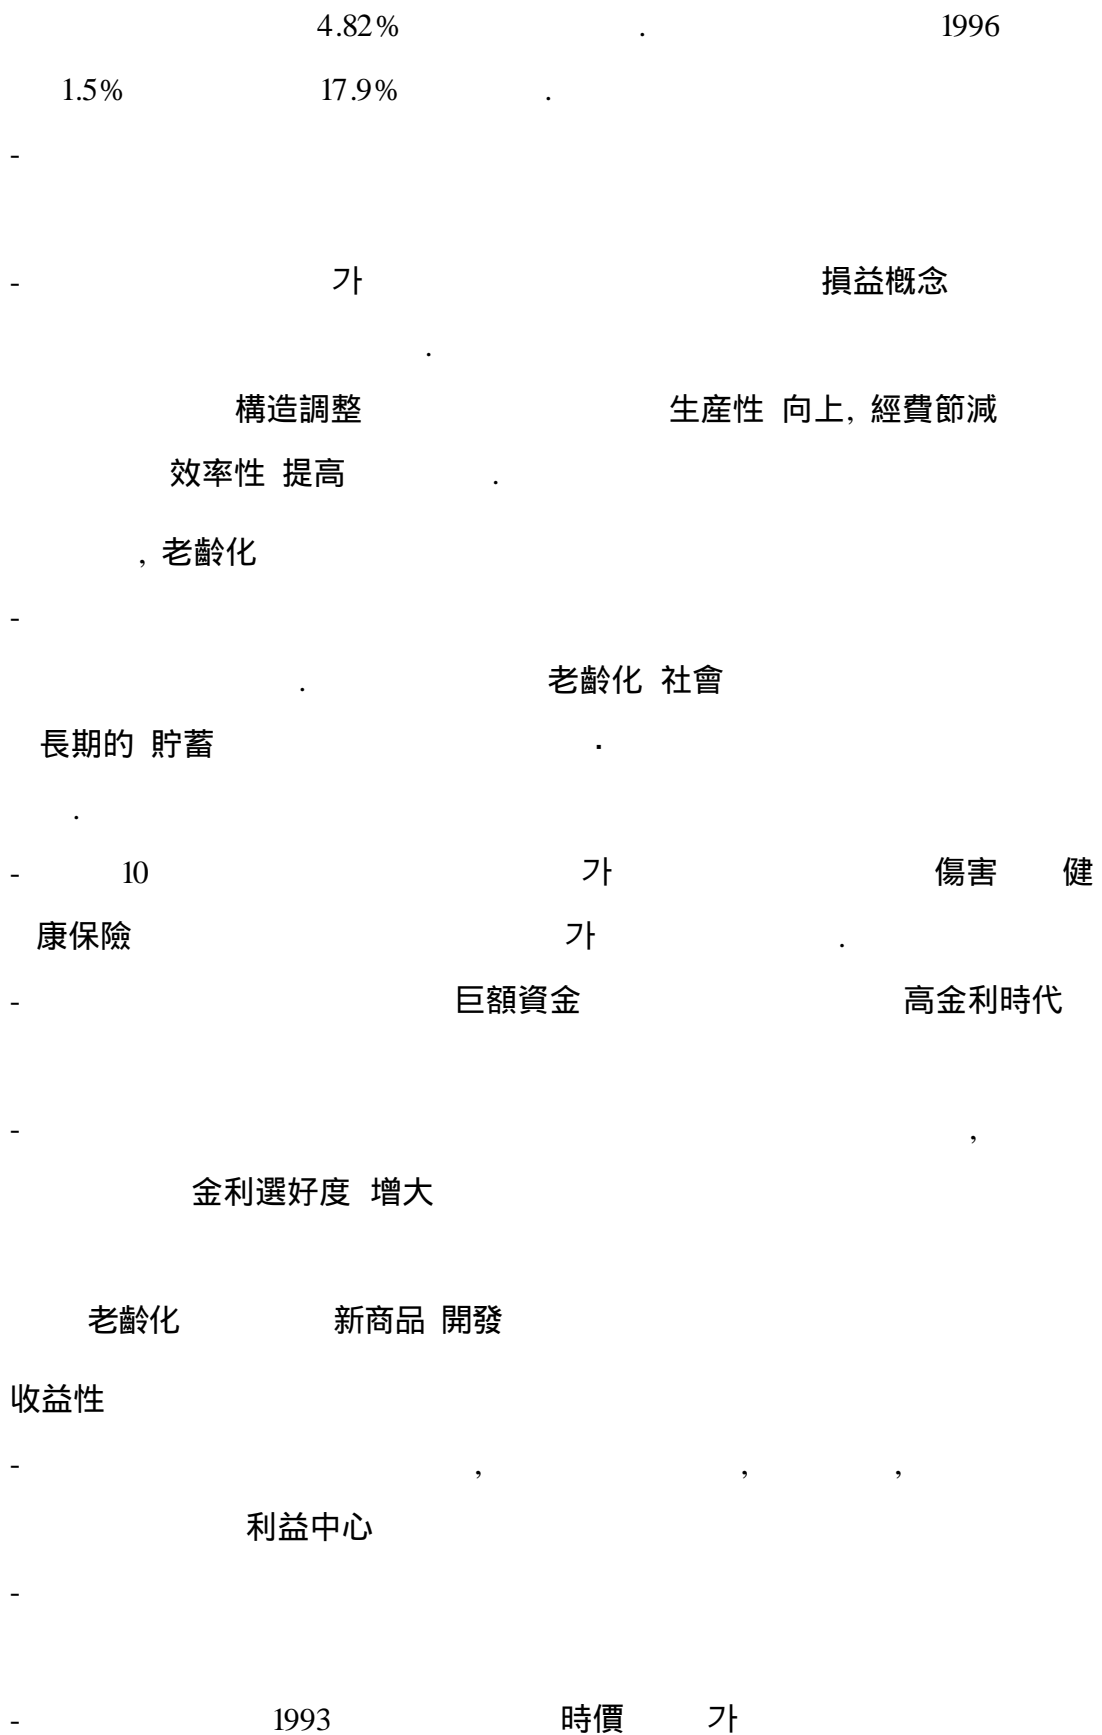 4.82% . 1996
1.5% 17.9% .
-
- 가 損益槪念
.
構造調整 生産性 向上, 經費節減
效率性 提高 .
, 老齡化
-
. 老齡化 社會
長期的 貯蓄 .
.
- 10 가 傷害 健
康保險 가 .
- 巨額資金 高金利時代
- ,
金利選好度 增大
老齡化 新商品 開發
收益性
- , , ,
利益中心
-
- 1993 時價 가